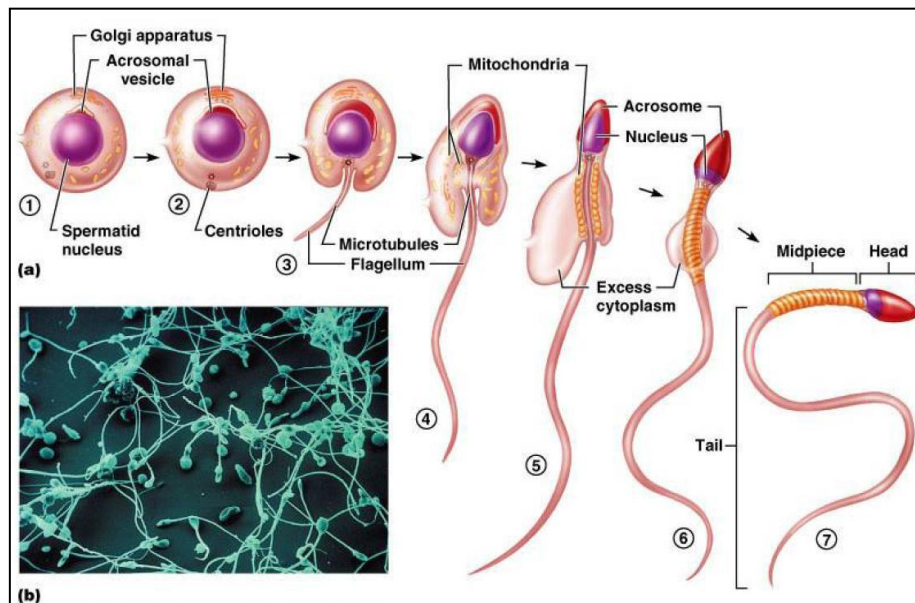 Golgi apparatus
Acrosomal
vesicle
Mitochondria
Acrosome
Nucleus
①
Spermatid
nucleus
②
Centrioles
③
Microtubules
Flagellum
Excess
cytoplasm
Midpiece
Head
(a)
④
⑤
⑥
Tail
⑦
(b)